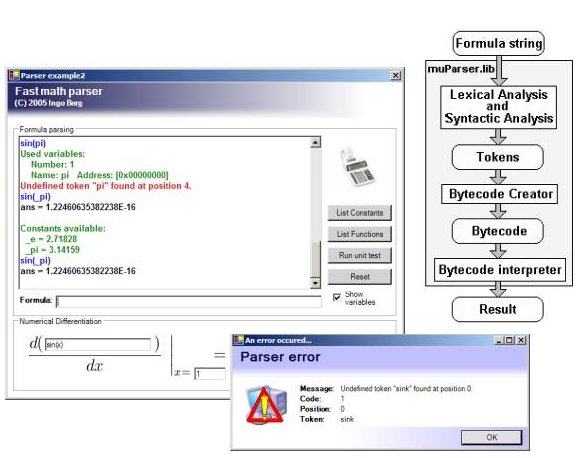 Parser example2
Fast math parser
(C) 2005 Ingo Berg
Formula parsing
sin(pi)
Used variables:
Number: 1
Name: pi Address: [0x00000000]
Undefined token "pi" found at position 4.
sin(_pi)
ans = 1.22460635382238E-16
Constants available:
_e = 2.71828
_pi = 3.14159
sin(_pi)
ans = 1.22460635382238E-16
List Constants
List Functions
Run unit test
Reset
Formula:
Show
variables
Numerical Differentiation
d( sin(x) )
dx
x= 1
=
An error occured...
Parser error
Message: Undefined token "sink" found at position 0.
Code: 1
Position: 0
Token: sink
OK
Formula string
muParser.lib
Lexical Analysis
and
Syntactic Analysis
Tokens
Bytecode Creator
Bytecode
Bytecode interpreter
Result